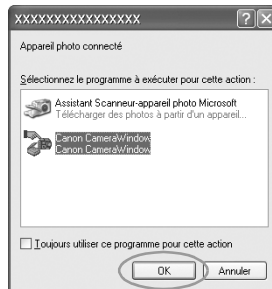 XXXXXXXXXXXXXXXXX
Appareil photo connecté
Sélectionnez le programme à exécuter pour cette action :
Assistant Scanneur-appareil photo Microsoft
Télécharger des photos à partir d'un appareil...
Canon CameraWindow
Canon CameraWindow
Toujours utiliser ce programme pour cette action
OK
Annuler